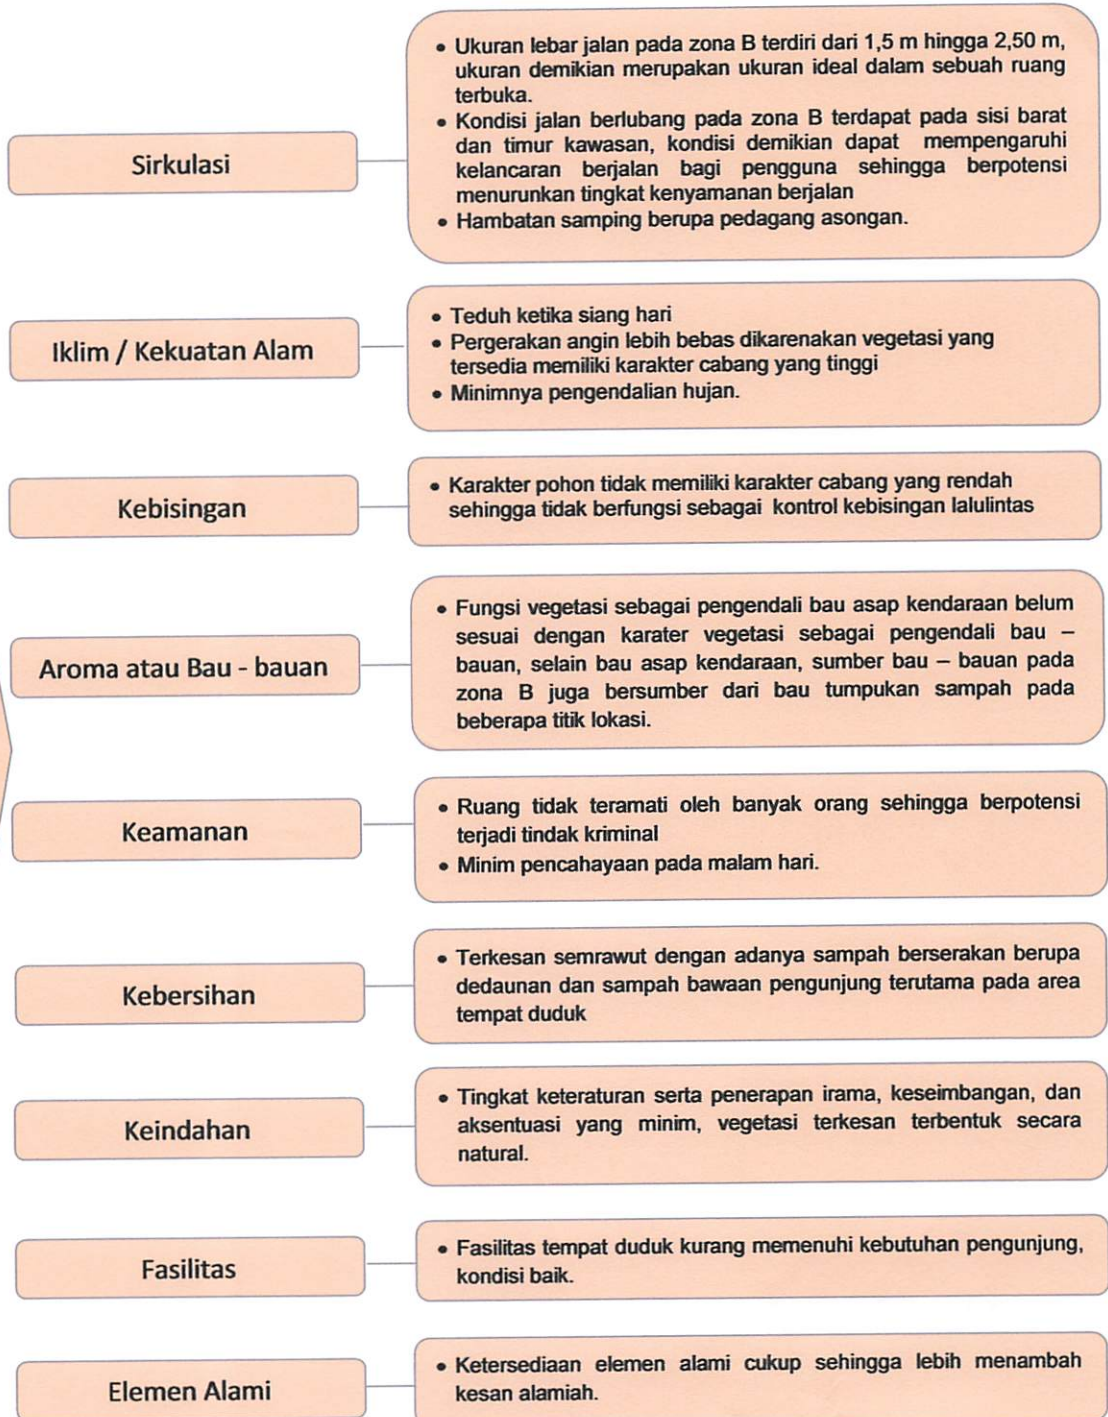 Sirkulasi
• Ukuran lebar jalan pada zona B terdiri dari 1,5 m hingga 2,50 m,
ukuran demikian merupakan ukuran ideal dalam sebuah ruang
terbuka.
• Kondisi jalan berlubang pada zona B terdapat pada sisi barat
dan timur kawasan, kondisi demikian dapat mempengaruhi
kelancaran berjalan bagi pengguna sehingga berpotensi
menurunkan tingkat kenyamanan berjalan
• Hambatan samping berupa pedagang asongan.
Iklim / Kekuatan Alam
• Teduh ketika siang hari
• Pergerakan angin lebih bebas dikarenakan vegetasi yang
tersedia memiliki karakter cabang yang tinggi
• Minimnya pengendalian hujan.
Kebisingan
• Karakter pohon tidak memiliki karakter cabang yang rendah
sehingga tidak berfungsi sebagai kontrol kebisingan lalulintas
Aroma atau Bau - bauan
• Fungsi vegetasi sebagai pengendali bau asap kendaraan belum
sesuai dengan karater vegetasi sebagai pengendali bau –
bauan, selain bau asap kendaraan, sumber bau – bauan pada
zona B juga bersumber dari bau tumpukan sampah pada
beberapa titik lokasi.
Keamanan
• Ruang tidak teramati oleh banyak orang sehingga berpotensi
terjadi tindak kriminal
• Minim pencahayaan pada malam hari.
Kebersihan
• Terkesan semrawut dengan adanya sampah berserakan berupa
dedaunan dan sampah bawaan pengunjung terutama pada area
tempat duduk
Keindahan
• Tingkat keteraturan serta penerapan irama, keseimbangan, dan
aksentuasi yang minim, vegetasi terkesan terbentuk secara
natural.
Fasilitas
• Fasilitas tempat duduk kurang memenuhi kebutuhan pengunjung,
kondisi baik.
Elemen Alami
• Ketersediaan elemen alami cukup sehingga lebih menambah
kesan alamiah.